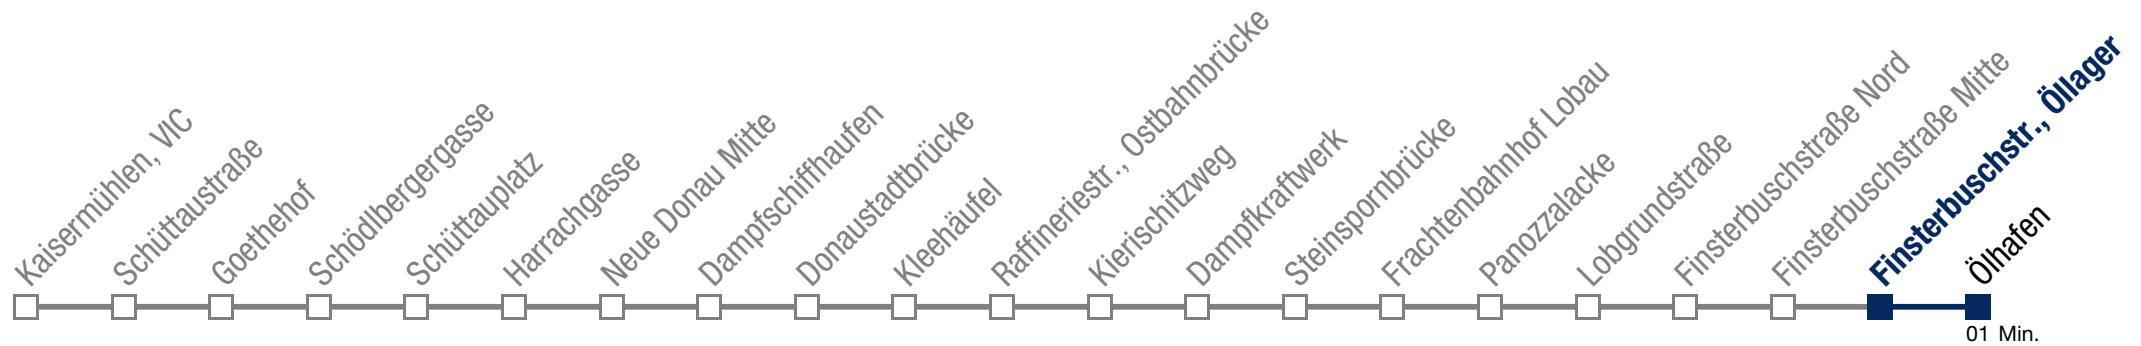 Kaisermühlen, VIC
Schüttaustraße
Goethehof
Schödlbergergasse
Schüttauplatz
Harrachgasse
Neue Donau Mitte
Dampfschiffhaufen
Donaustadtbrücke
Kleehäufel
Raffineriestr., Ostbahnbrücke
Kierischitzweg
Dampfkraftwerk
Steinspornbrücke
Frachtenbahnhof Lobau
Panozzalacke
Lobgrundstraße
Finsterbuschstraße Nord
Finsterbuschstraße Mitte
Finsterbuschstr., Öllager
Ölhafen
01 Min.